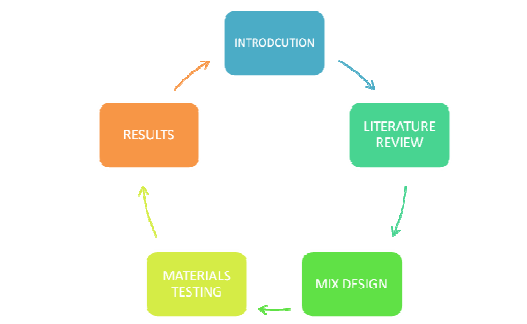 INTRODCUTION
LITERATURE
REVIEW
MIX DESIGN
MATERIALS
TESTING
RESULTS